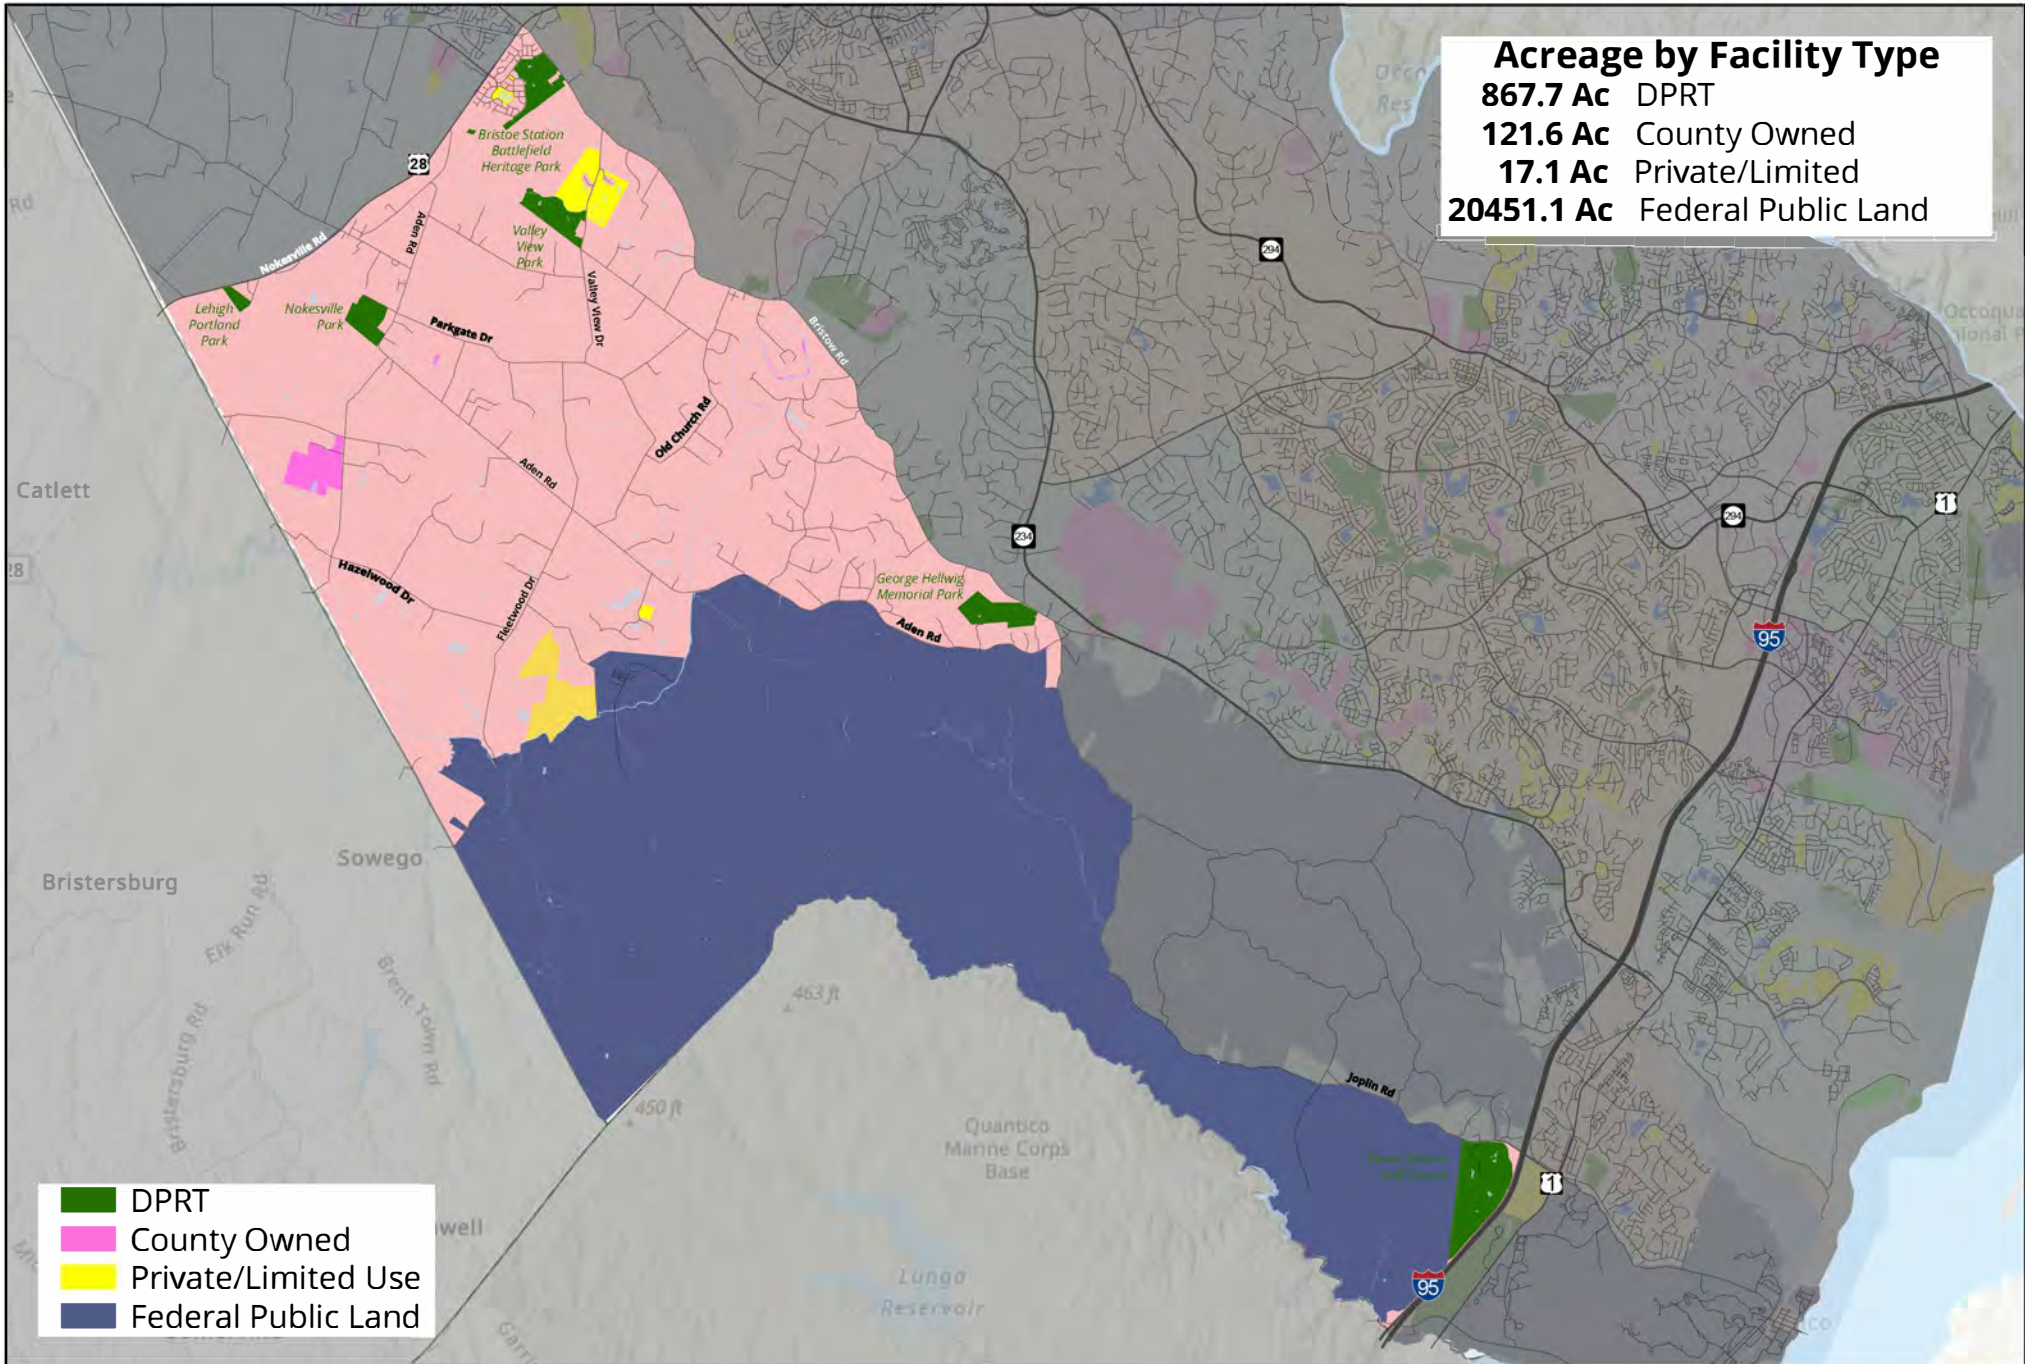 Acreage by Facility Type
867.7 Ac DPRT
121.6 Ac County Owned
17.1 Ac Private/Limited
20451.1 Ac Federal Public Land
Bristoe Station
Battlefield
Heritage Park
28
Aden Rd
Nokesville Rd
Valley
View
Park
Valley View Dr
Lehigh
Portland
Park
Nokesville
Park
Parkgate Dr
Bristow Rd
Old Church Rd
Aden Rd
294
Catlett
28
Hazelwood Dr
Fleetwood Dr
George Hellwig
Memorial Park
Aden Rd
234
294
1
95
Sowego
Bristersburg
Elk Run Rd
Brent Town Rd
Bristersburg Rd
463 ft
450 ft
Quantico
Marine Corps
Base
Joplin Rd
1
95
Lunga
Reservoir
DPRT
County Owned
Private/Limited Use
Federal Public Land